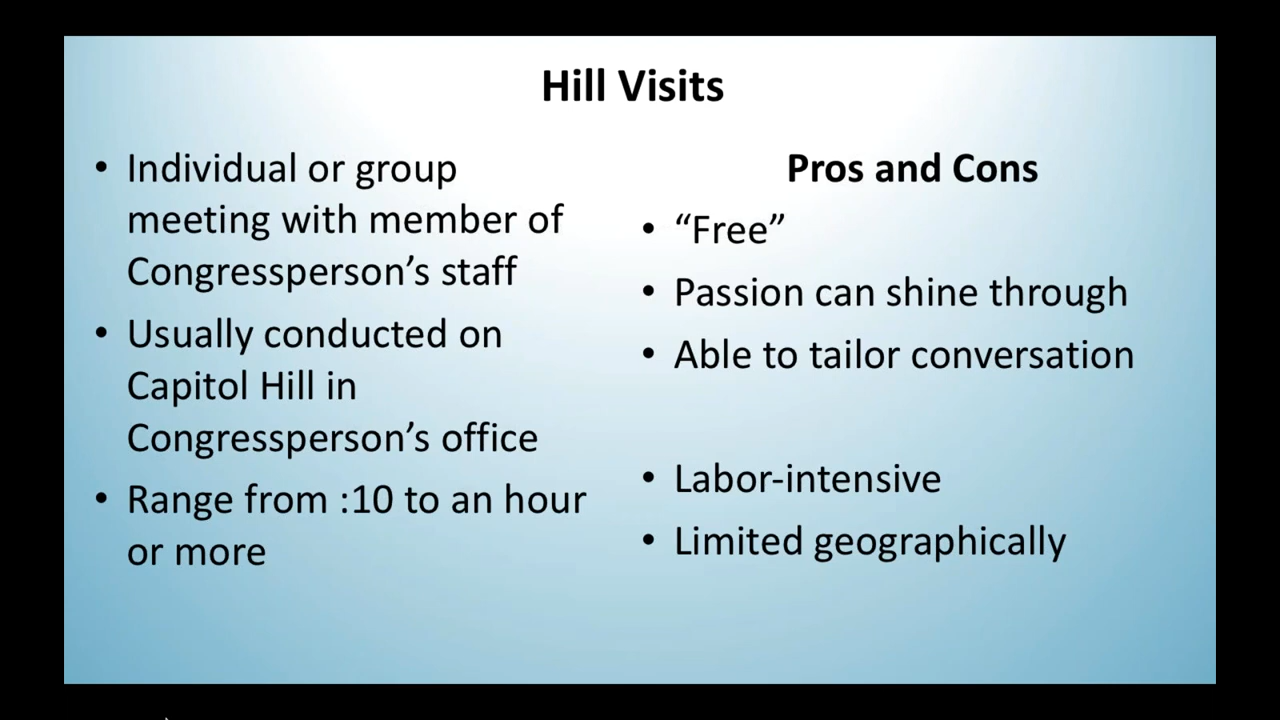 Hill Visits
• Individual or group
meeting with member of
Congressperson’s staff
• Usually conducted on
Capitol Hill in
Congressperson’s office
• Range from :10 to an hour
or more
Pros and Cons
• “Free”
• Passion can shine through
• Able to tailor conversation
• Labor-intensive
• Limited geographically